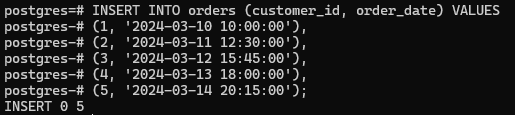 postgres=# INSERT INTO orders (customer_id, order_date) VALUES
postgres-# (1, '2024-03-10 10:00:00'),
postgres-# (2, '2024-03-11 12:30:00'),
postgres-# (3, '2024-03-12 15:45:00'),
postgres-# (4, '2024-03-13 18:00:00'),
postgres-# (5, '2024-03-14 20:15:00');
INSERT 0 5